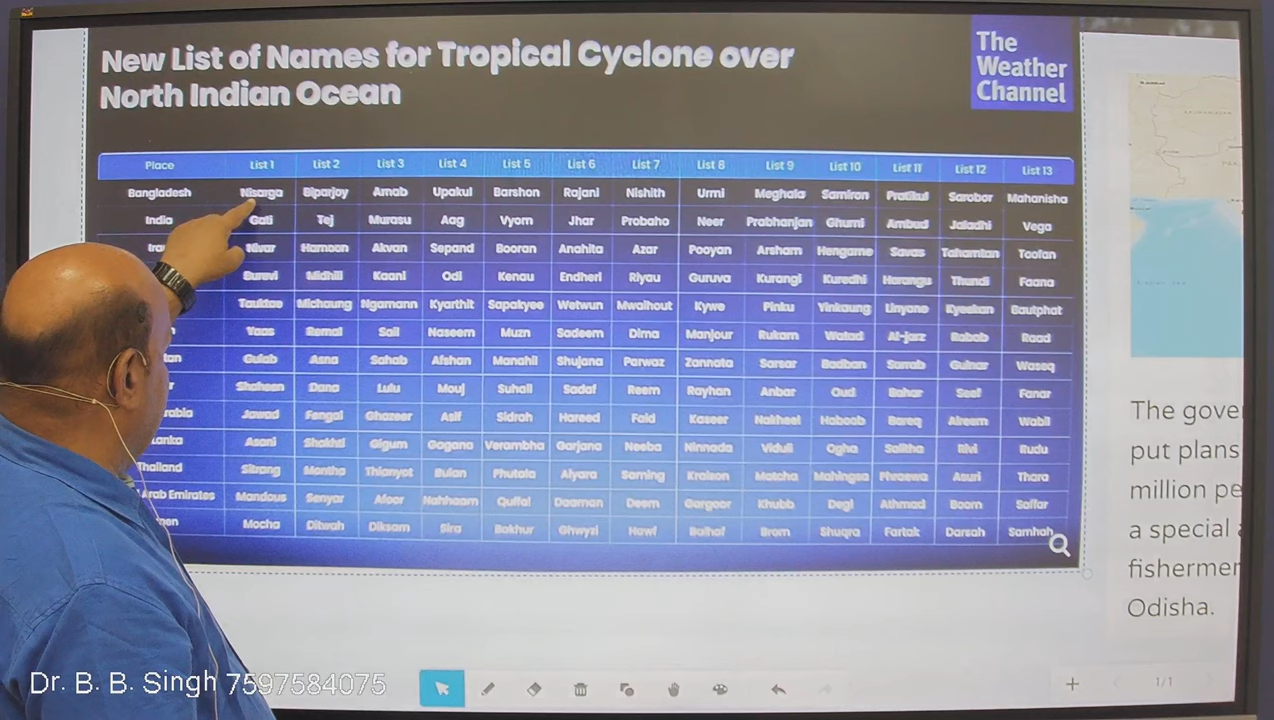 New List of Names for Tropical Cyclone over
North Indian Ocean
The
Weather
Channel
Place List 1 List 2 List 3 List 4 List 5 List 6 List 7 List 8 List 9 List 10 List 11 List 12 List 13
Bangladesh Nisarga Biparjoy Arnab Upakul Barshon Rajani Nishith Urmi Meghala Samiron Pratikul Sarobor Mahanisha
India Gati Tej Murasu Aag Vyom Jhar Probaho Neer Prabhanjan Ghurni Ambud Jaladhi Vega
Iran Nivar Hamoon Akvan Sepand Booran Anahita Azar Pooyan Arsham Hengame Savas Tahamtan Toofan
Burevi Midhili Kaani Odi Kenau Endheri Riyau Guruva Kurangi Kuredhi Horangu Thundi Faana
Tauktae Michaung Ngamann Kyarthit Sapakyee Wetwun Mwaihout Kywe Pinku Yinkaung Linyone Kyeekan Bautphat
n Yaas Remal Sail Naseem Muzn Sadeem Dima Manjour Rukam Watad Al-jarz Rabab Raad
tan Gulab Asna Sahab Afshan Manahil Shujana Parwaz Zannata Sarsar Badban Sarrab Gulnar Waseq
r Shaheen Dana Lulu Mouj Suhail Sadaf Reem Rayhan Anbar Oud Bahar Seef Fanar
rabia Jawad Fengal Ghazeer Asif Sidrah Hareed Faid Kaseer Nakheel Haboob Bareq Alreem Wabil
Lanka Asani Shakhti Gigum Gagana Verambha Garjana Neeba Ninnada Viduli Ogha Salitha Rivi Rudu
Thailand Sitrang Montha Thianyot Bulan Phutala Aiyara Saming Kraison Matcha Mahingsa Phraewa Asuri Thara
Arab Emirates Mandous Senyar Afoor Nahhaam Quffal Daaman Deem Gargoor Khubb Degl Athmad Boom Saffar
men Mocha Ditwah Diksam Sira Bakhur Ghwyzi Hawf Balhaf Brom Shuqra Fartak Darsah Samhah
The gover
put plans
million pe
a special
fishermer
Odisha.
Dr. B. B. Singh 7597584075
1/1